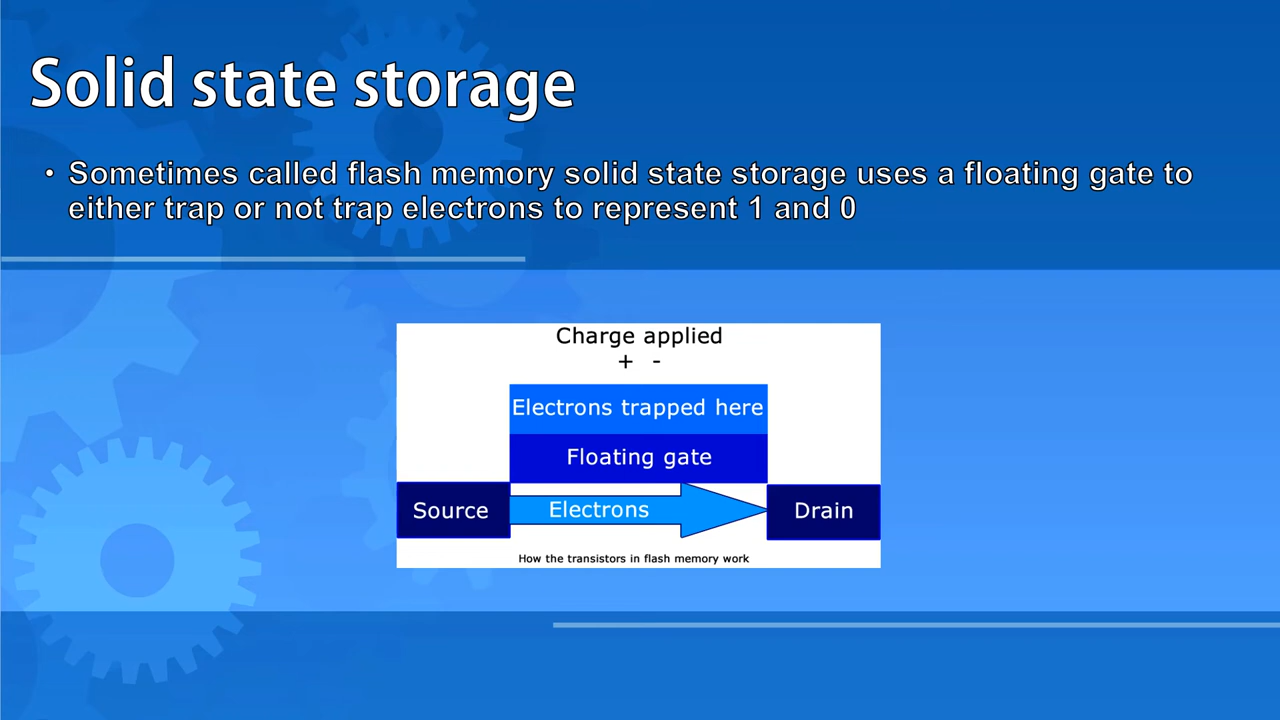 Solid state storage
• Sometimes called flash memory solid state storage uses a floating gate to
either trap or not trap electrons to represent 1 and 0
Charge applied
+ -
Electrons trapped here
Floating gate
Source
Electrons
Drain
How the transistors in flash memory work